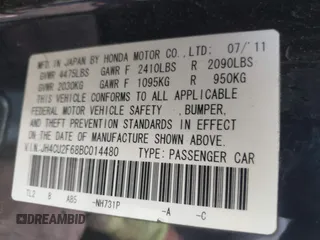 MFD. IN JAPAN BY HONDA MOTOR CO., LTD. 07/11
GVWR 4475LBS GAWR F 2410LBS R 2090LBS
GVWR 2030KG GAWR F 1095KG R 950KG
THIS VEHICLE CONFORMS TO ALL APPLICABLE
FEDERAL MOTOR VEHICLE SAFETY, BUMPER,
AND THEFT PREVENTION STANDARDS IN EFFECT
ON THE DATE OF MANUFACTURE SHOWN ABOVE.
V.I.N. JH4CU2F68BC014480 TYPE: PASSENGER CAR
TL2 B -NH731P -A -C
DREAMBID